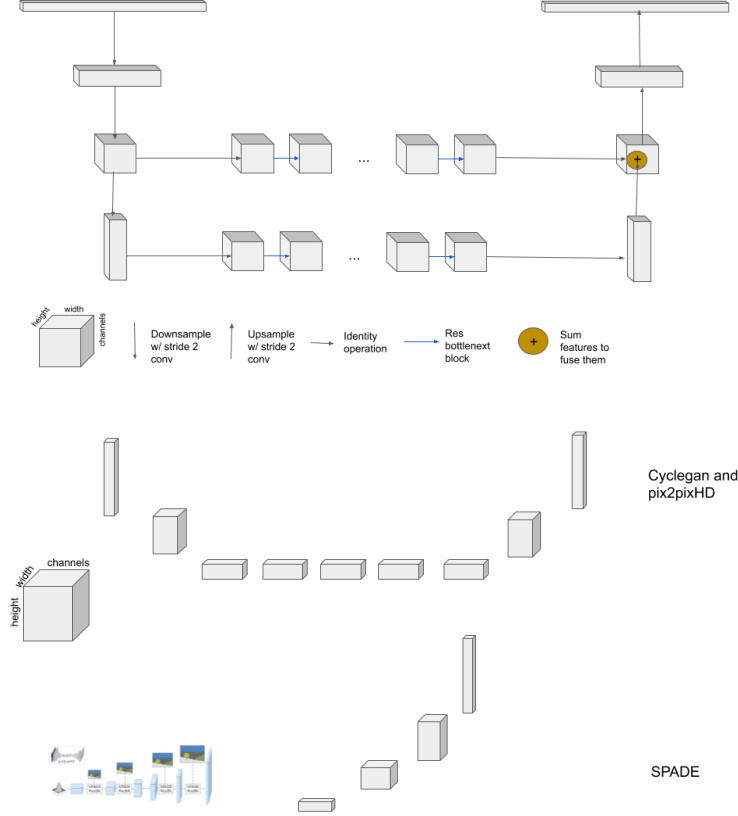 ...
...
+
height
width
channels
Downsample
w/ stride 2
conv
Upsample
w/ stride 2
conv
Identity
operation
Res
bottlenext
block
+
Sum
features to
fuse them
Cyclegan and
pix2pixHD
channels
width
height
SPADE